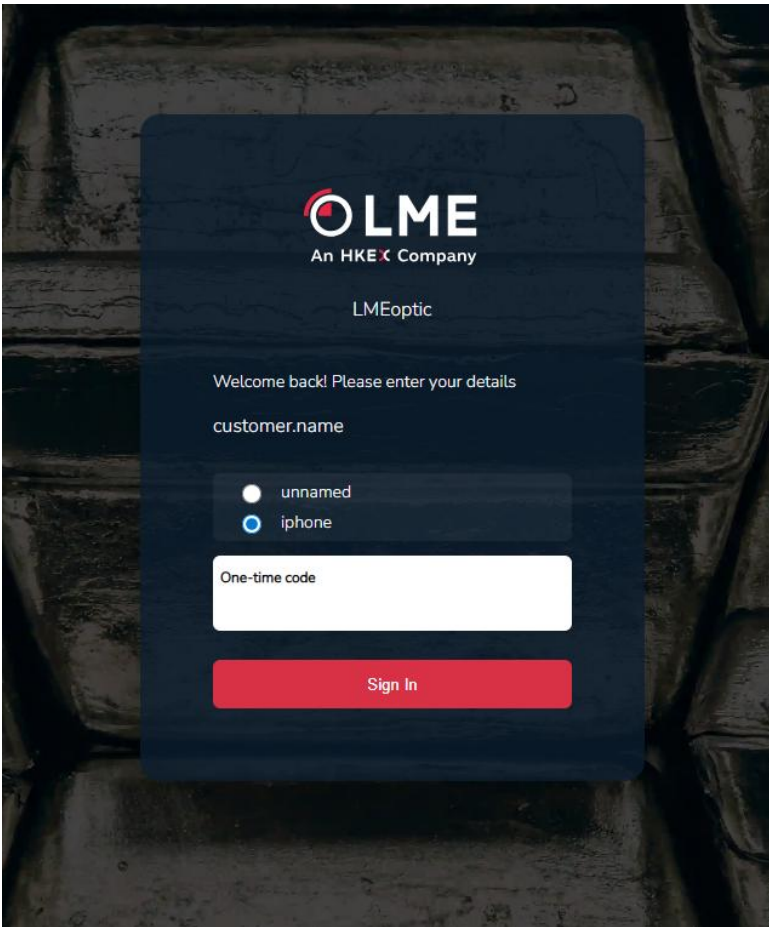 LME
An HKEX Company
LMEoptic
Welcome back! Please enter your details
customer.name
unnamed
iphone
One-time code
Sign In